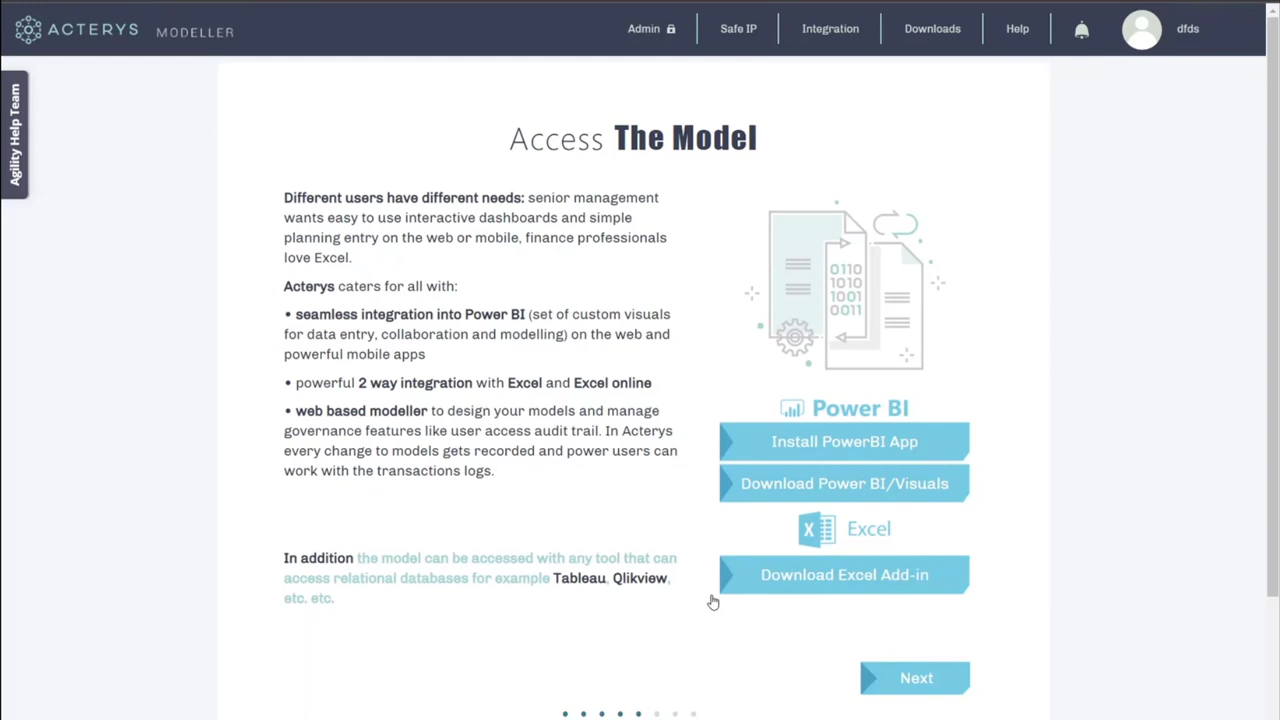 ACTERYS MODELLER
Admin
Safe IP
Integration
Downloads
Help
dfds
Agility Help Team
Access The Model
Different users have different needs: senior management
wants easy to use interactive dashboards and simple
planning entry on the web or mobile, finance professionals
love Excel.
Acterys caters for all with:
• seamless integration into Power BI (set of custom visuals
for data entry, collaboration and modelling) on the web and
powerful mobile apps
• powerful 2 way integration with Excel and Excel online
• web based modeller to design your models and manage
governance features like user access audit trail. In Acterys
every change to models gets recorded and power users can
work with the transactions logs.
In addition the model can be accessed with any tool that can
access relational databases for example Tableau, Qlikview,
etc. etc.
0110
1010
1001
0011
Power BI
Install PowerBI App
Download Power BI/Visuals
X Excel
Download Excel Add-in
Next